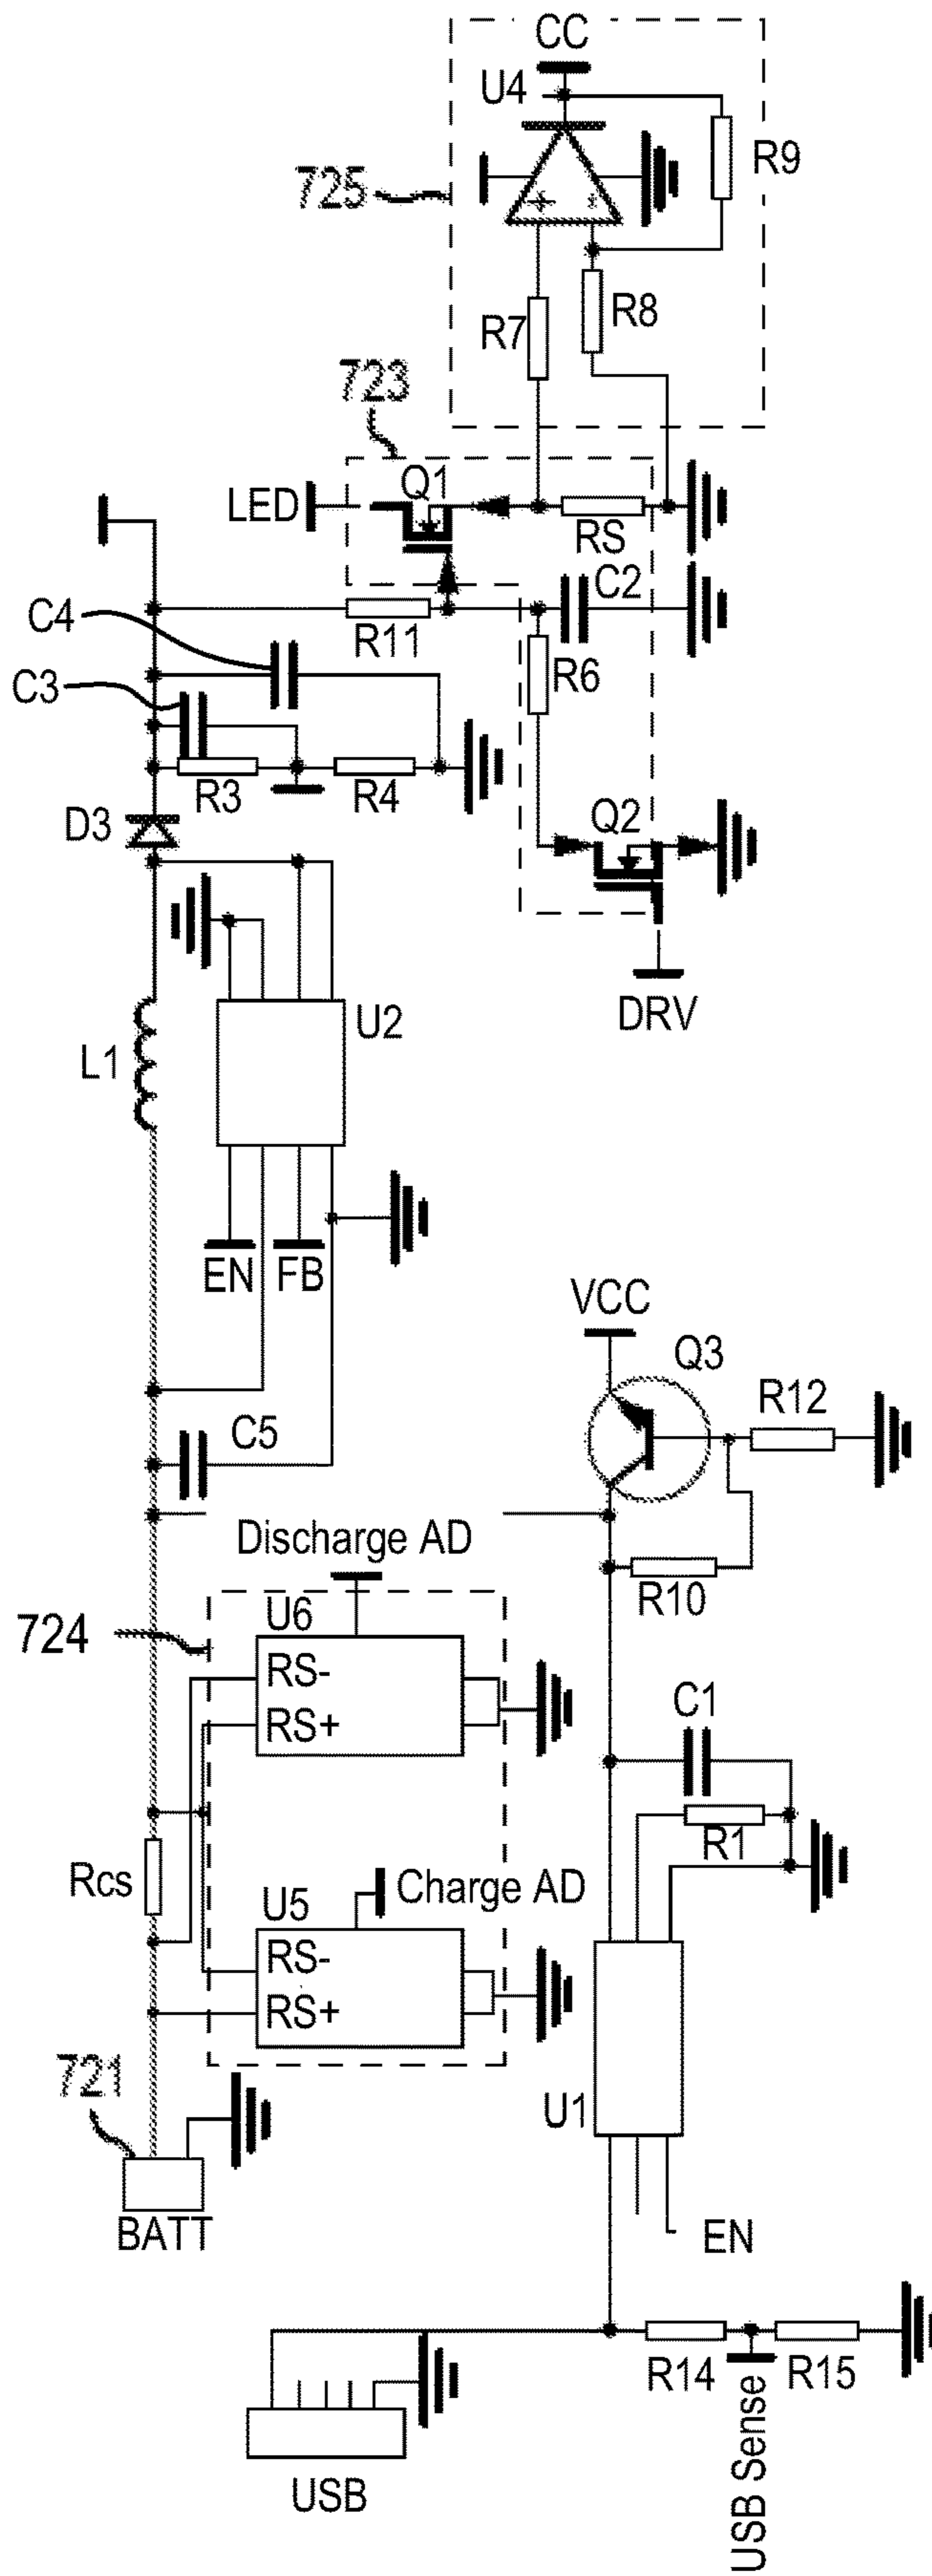 CC
U4
R9
725
+
-
R7
R8
723
LED
Q1
RS
C4
R11
C2
C3
R6
R3
R4
D3
Q2
DRV
L1
U2
EN
FB
VCC
Q3
R12
C5
Discharge AD
R10
724
U6
RS-
RS+
C1
R1
Rcs
U5
Charge AD
RS-
RS+
721
U1
BATT
EN
R14
R15
USB Sense
USB